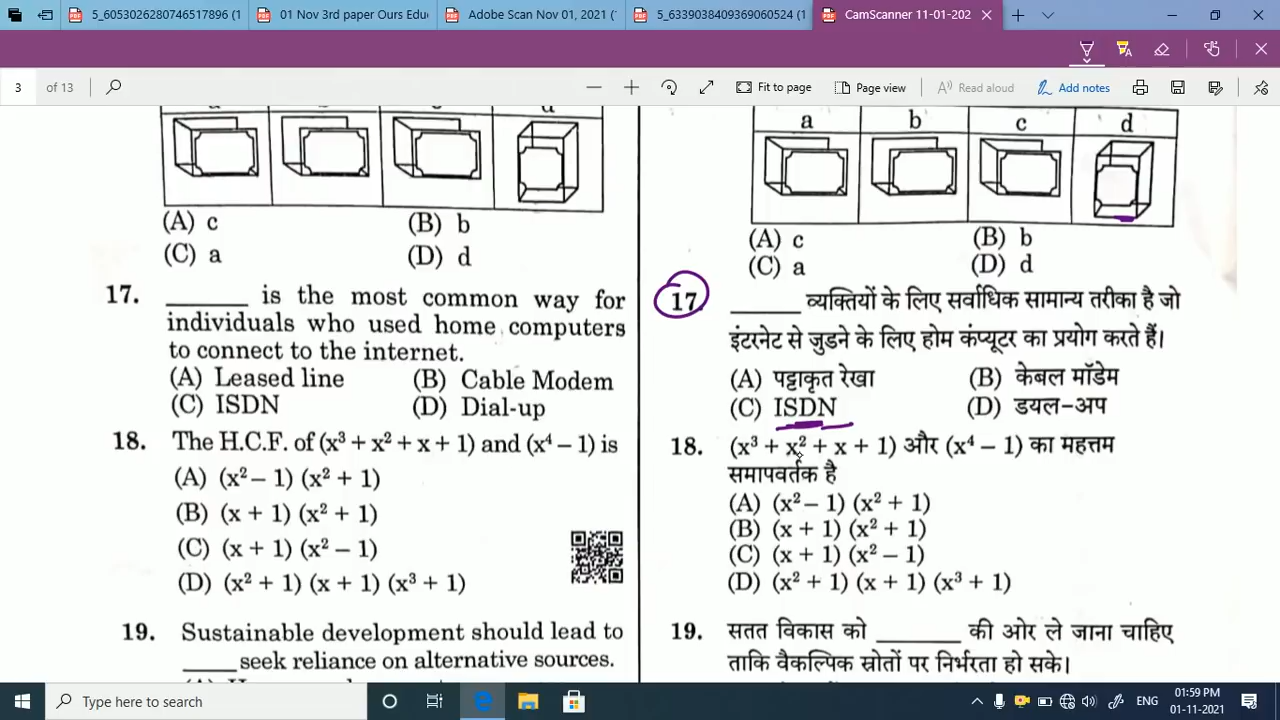 5_6053026280746517896 (1
01 Nov 3rd paper Ours Edu
Adobe Scan Nov 01, 2021 (1
5_6339038409369060524 (1
CamScanner 11-01-202
3 of 13
Fit to page
Page view
Read aloud
Add notes
(A) c (B) b
(C) a (D) d
17. ______ is the most common way for
individuals who used home computers
to connect to the internet.
(A) Leased line (B) Cable Modem
(C) ISDN (D) Dial-up
18. The H.C.F. of (x³ + x² + x + 1) and (x⁴ – 1) is
(A) (x² – 1) (x² + 1)
(B) (x + 1) (x² + 1)
(C) (x + 1) (x² – 1)
(D) (x² + 1) (x + 1) (x³ + 1)
19. Sustainable development should lead to
____ seek reliance on alternative sources.
a b c d
(A) c (B) b
(C) a (D) d
17. ______ व्यक्तियों के लिए सर्वाधिक सामान्य तरीका है जो
इंटरनेट से जुडने के लिए होम कंप्यूटर का प्रयोग करते हैं।
(A) पट्टाकृत रेखा (B) केबल मॉडेम
(C) ISDN (D) डयल–अप
18. (x³ + x² + x + 1) और (x⁴ – 1) का महत्तम
समापवर्तक है
(A) (x² – 1) (x² + 1)
(B) (x + 1) (x² + 1)
(C) (x + 1) (x² – 1)
(D) (x² + 1) (x + 1) (x³ + 1)
19. सतत विकास को ______ की ओर ले जाना चाहिए
ताकि वैकल्पिक स्रोतों पर निर्भरता हो सके।
Type here to search
ENG
01:59 PM
01-11-2021